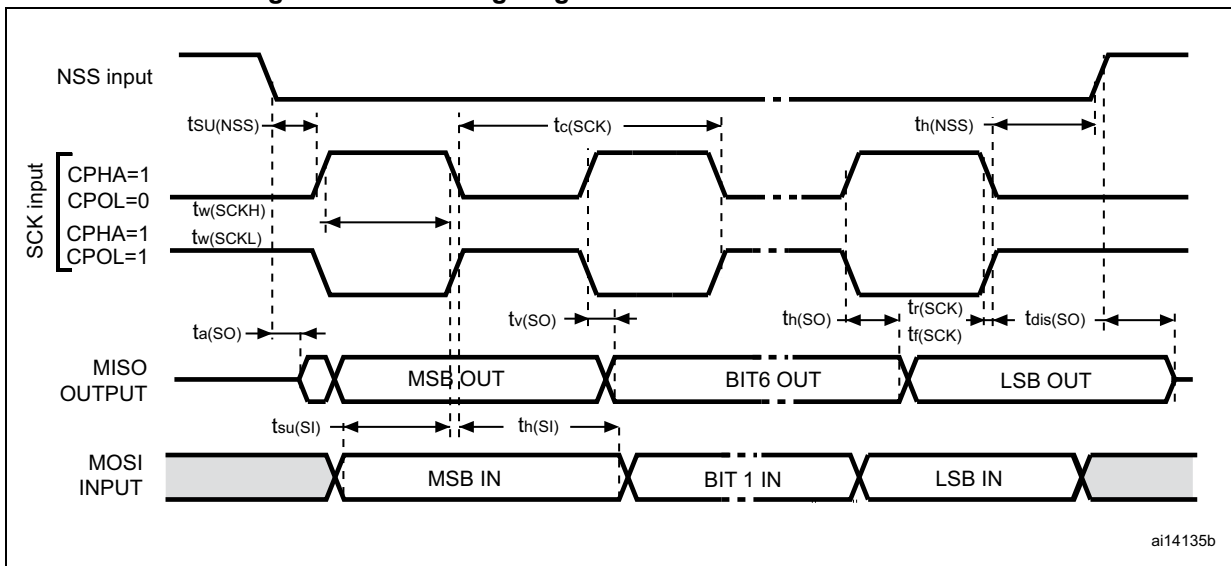 NSS input
tSU(NSS)
tc(SCK)
th(NSS)
SCK input
CPHA=1
CPOL=0
tw(SCKH)
CPHA=1
tw(SCKL)
CPOL=1
ta(SO)
tv(SO)
th(SO)
tr(SCK)
tf(SCK)
tdis(SO)
MISO
OUTPUT
MSB OUT
BIT6 OUT
LSB OUT
tsu(SI)
th(SI)
MOSI
INPUT
MSB IN
BIT 1 IN
LSB IN
ai14135b